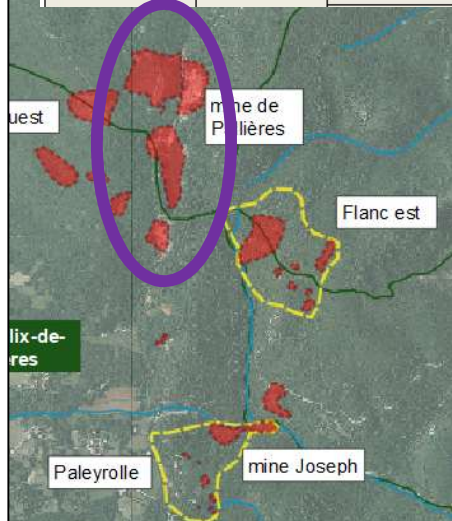 uest
mine de
Pallières
Flanc est
lix-de-
ères
Paleyrolle
mine Joseph